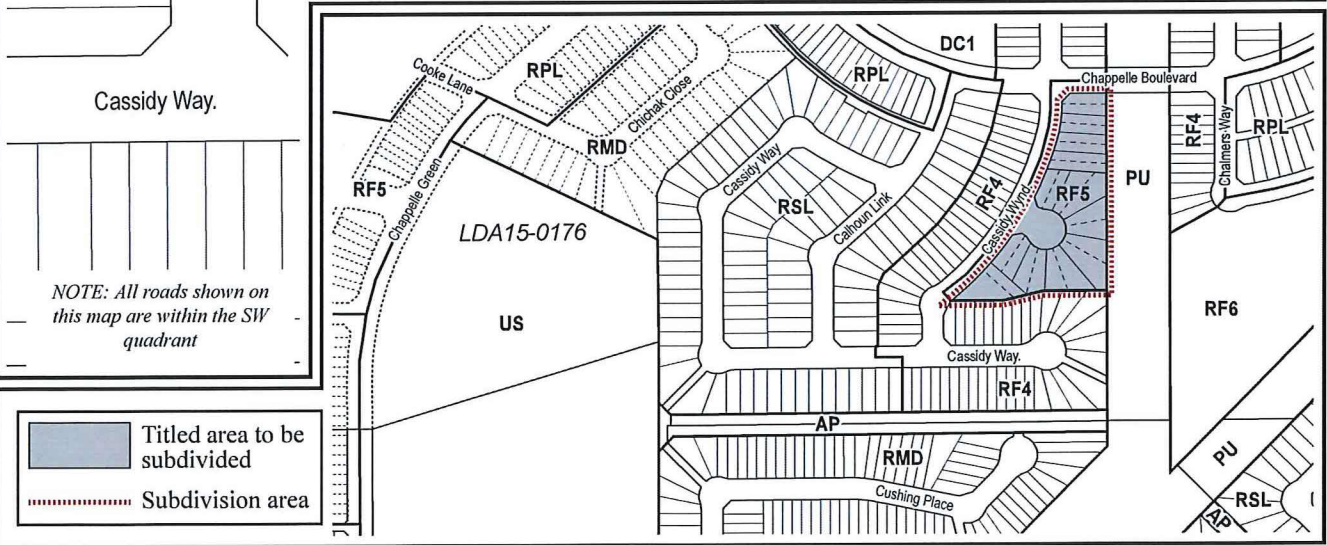 Cassidy Way.
NOTE: All roads shown on
this map are within the SW
quadrant
Titled area to be
subdivided
Subdivision area
DC1
Chappelle Boulevard
Cooke Lane
RPL
RPL
Chichak Close
RMD
RF4
Chalmers Way
RPL
RF5
Chappelle Green
Cassidy Way
RSL
Calhoun Link
RF4
Cassidy Wynd
RF5
PU
LDA15-0176
US
RF6
Cassidy Way.
RF4
AP
RMD
PU
Cushing Place
RSL
AP